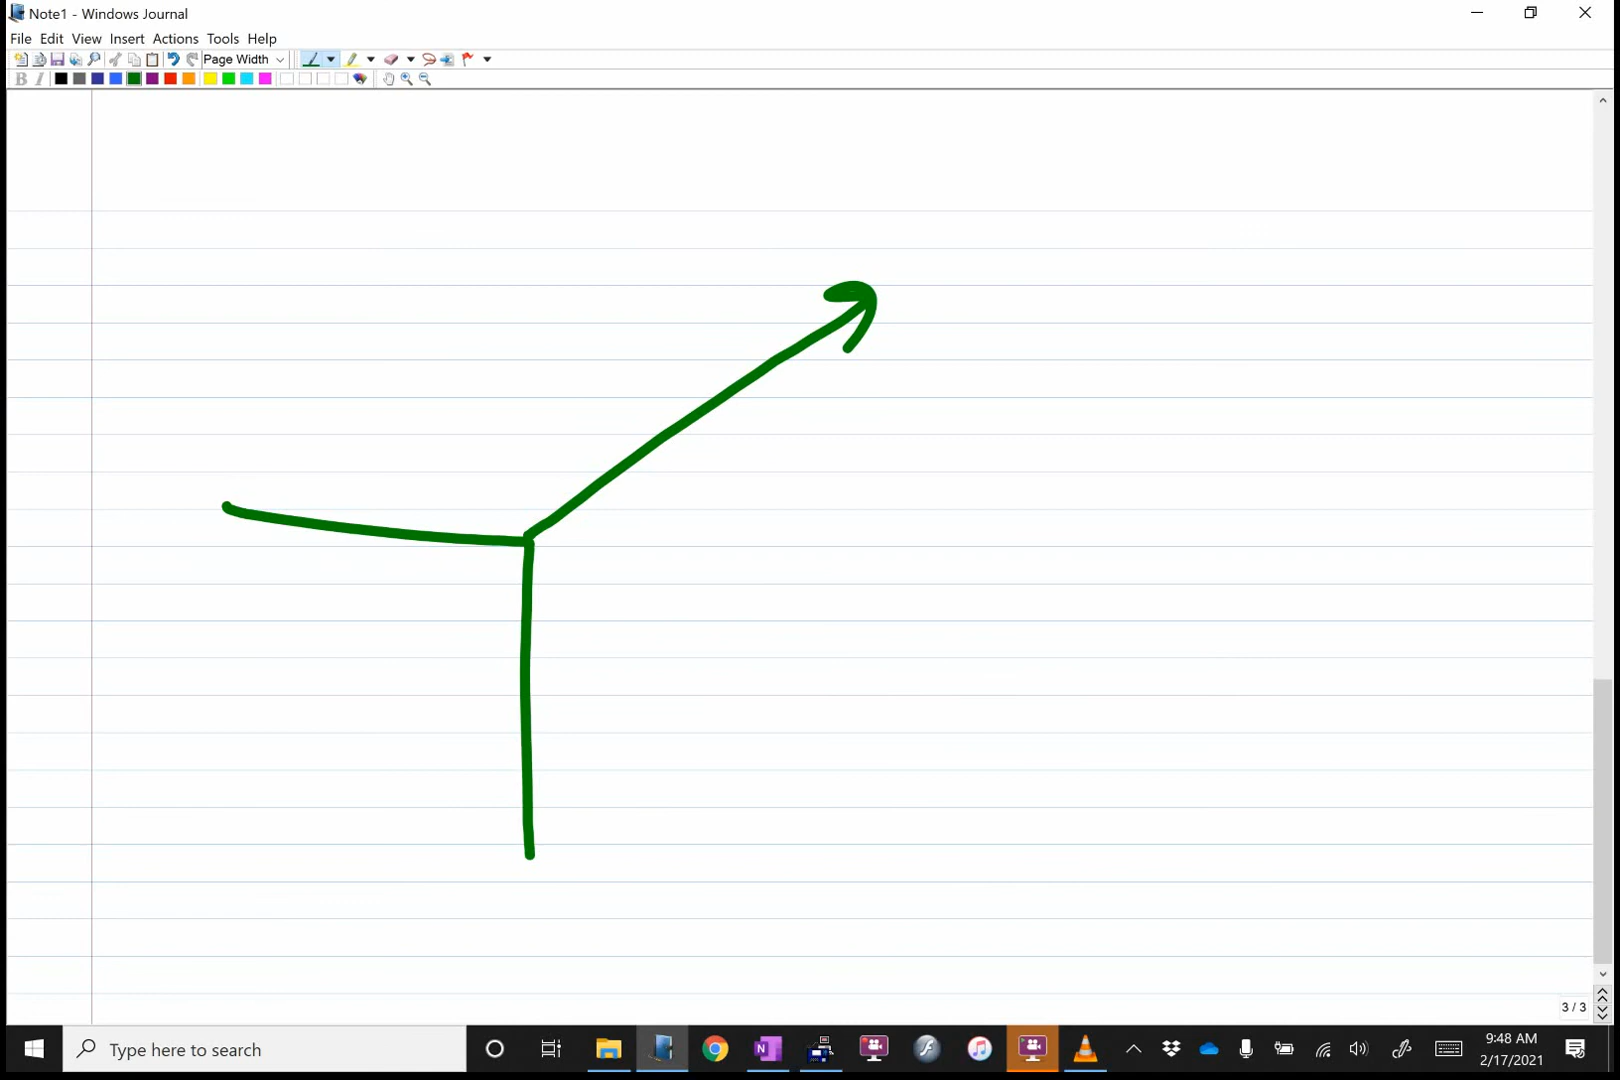 Note1 - Windows Journal
File Edit View Insert Actions Tools Help
Page Width
B I
3 / 3
Type here to search
N
9:48 AM
2/17/2021